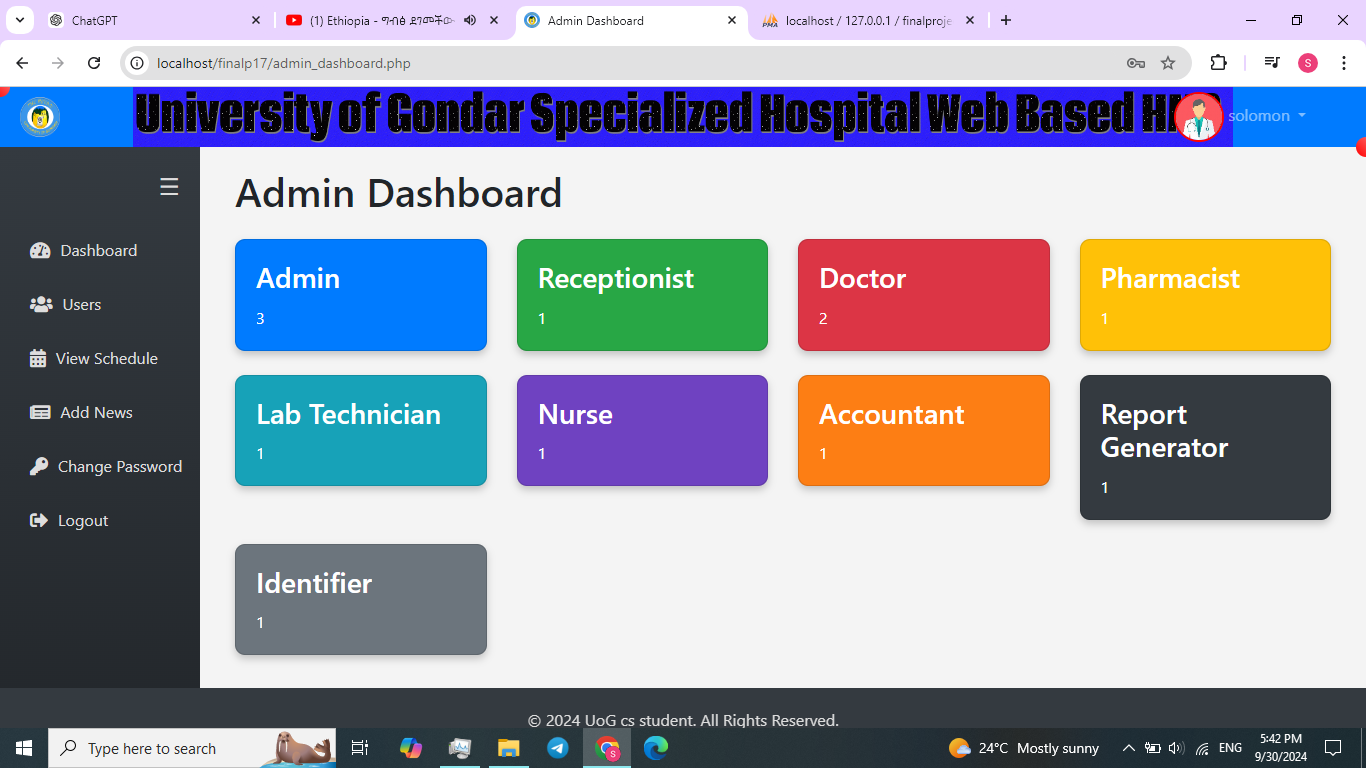 ChatGPT
(1) Ethiopia -
Admin Dashboard
localhost / 127.0.0.1 / finalproje
localhost/finalp17/admin_dashboard.php
S
University of Gondar Specialized Hospital Web Based
solomon
Admin Dashboard
Dashboard
Users
View Schedule
Add News
Change Password
Logout
Admin
3
Receptionist
1
Doctor
2
Pharmacist
1
Lab Technician
1
Nurse
1
Accountant
1
Report
Generator
1
Identifier
1
© 2024 UoG cs student. All Rights Reserved.
Type here to search
24°C Mostly sunny
ENG
5:42 PM
9/30/2024